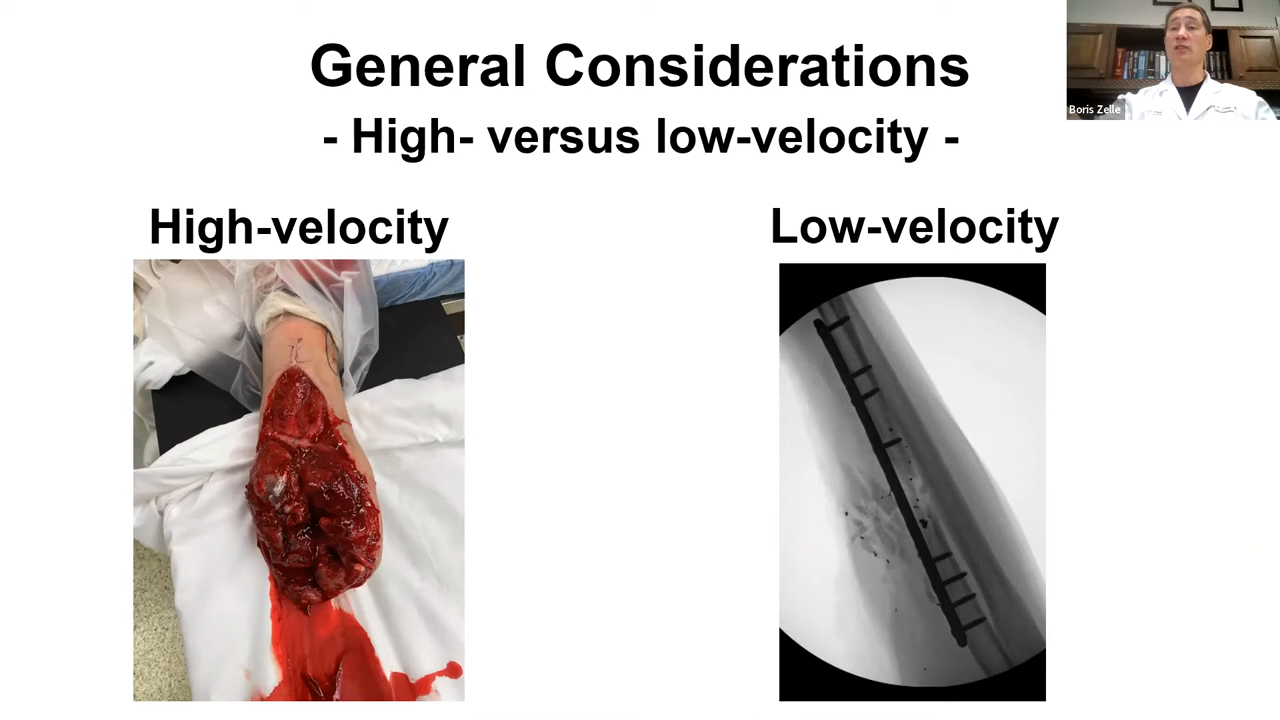 General Considerations
- High- versus low-velocity -
High-velocity
Low-velocity
Boris Zelle